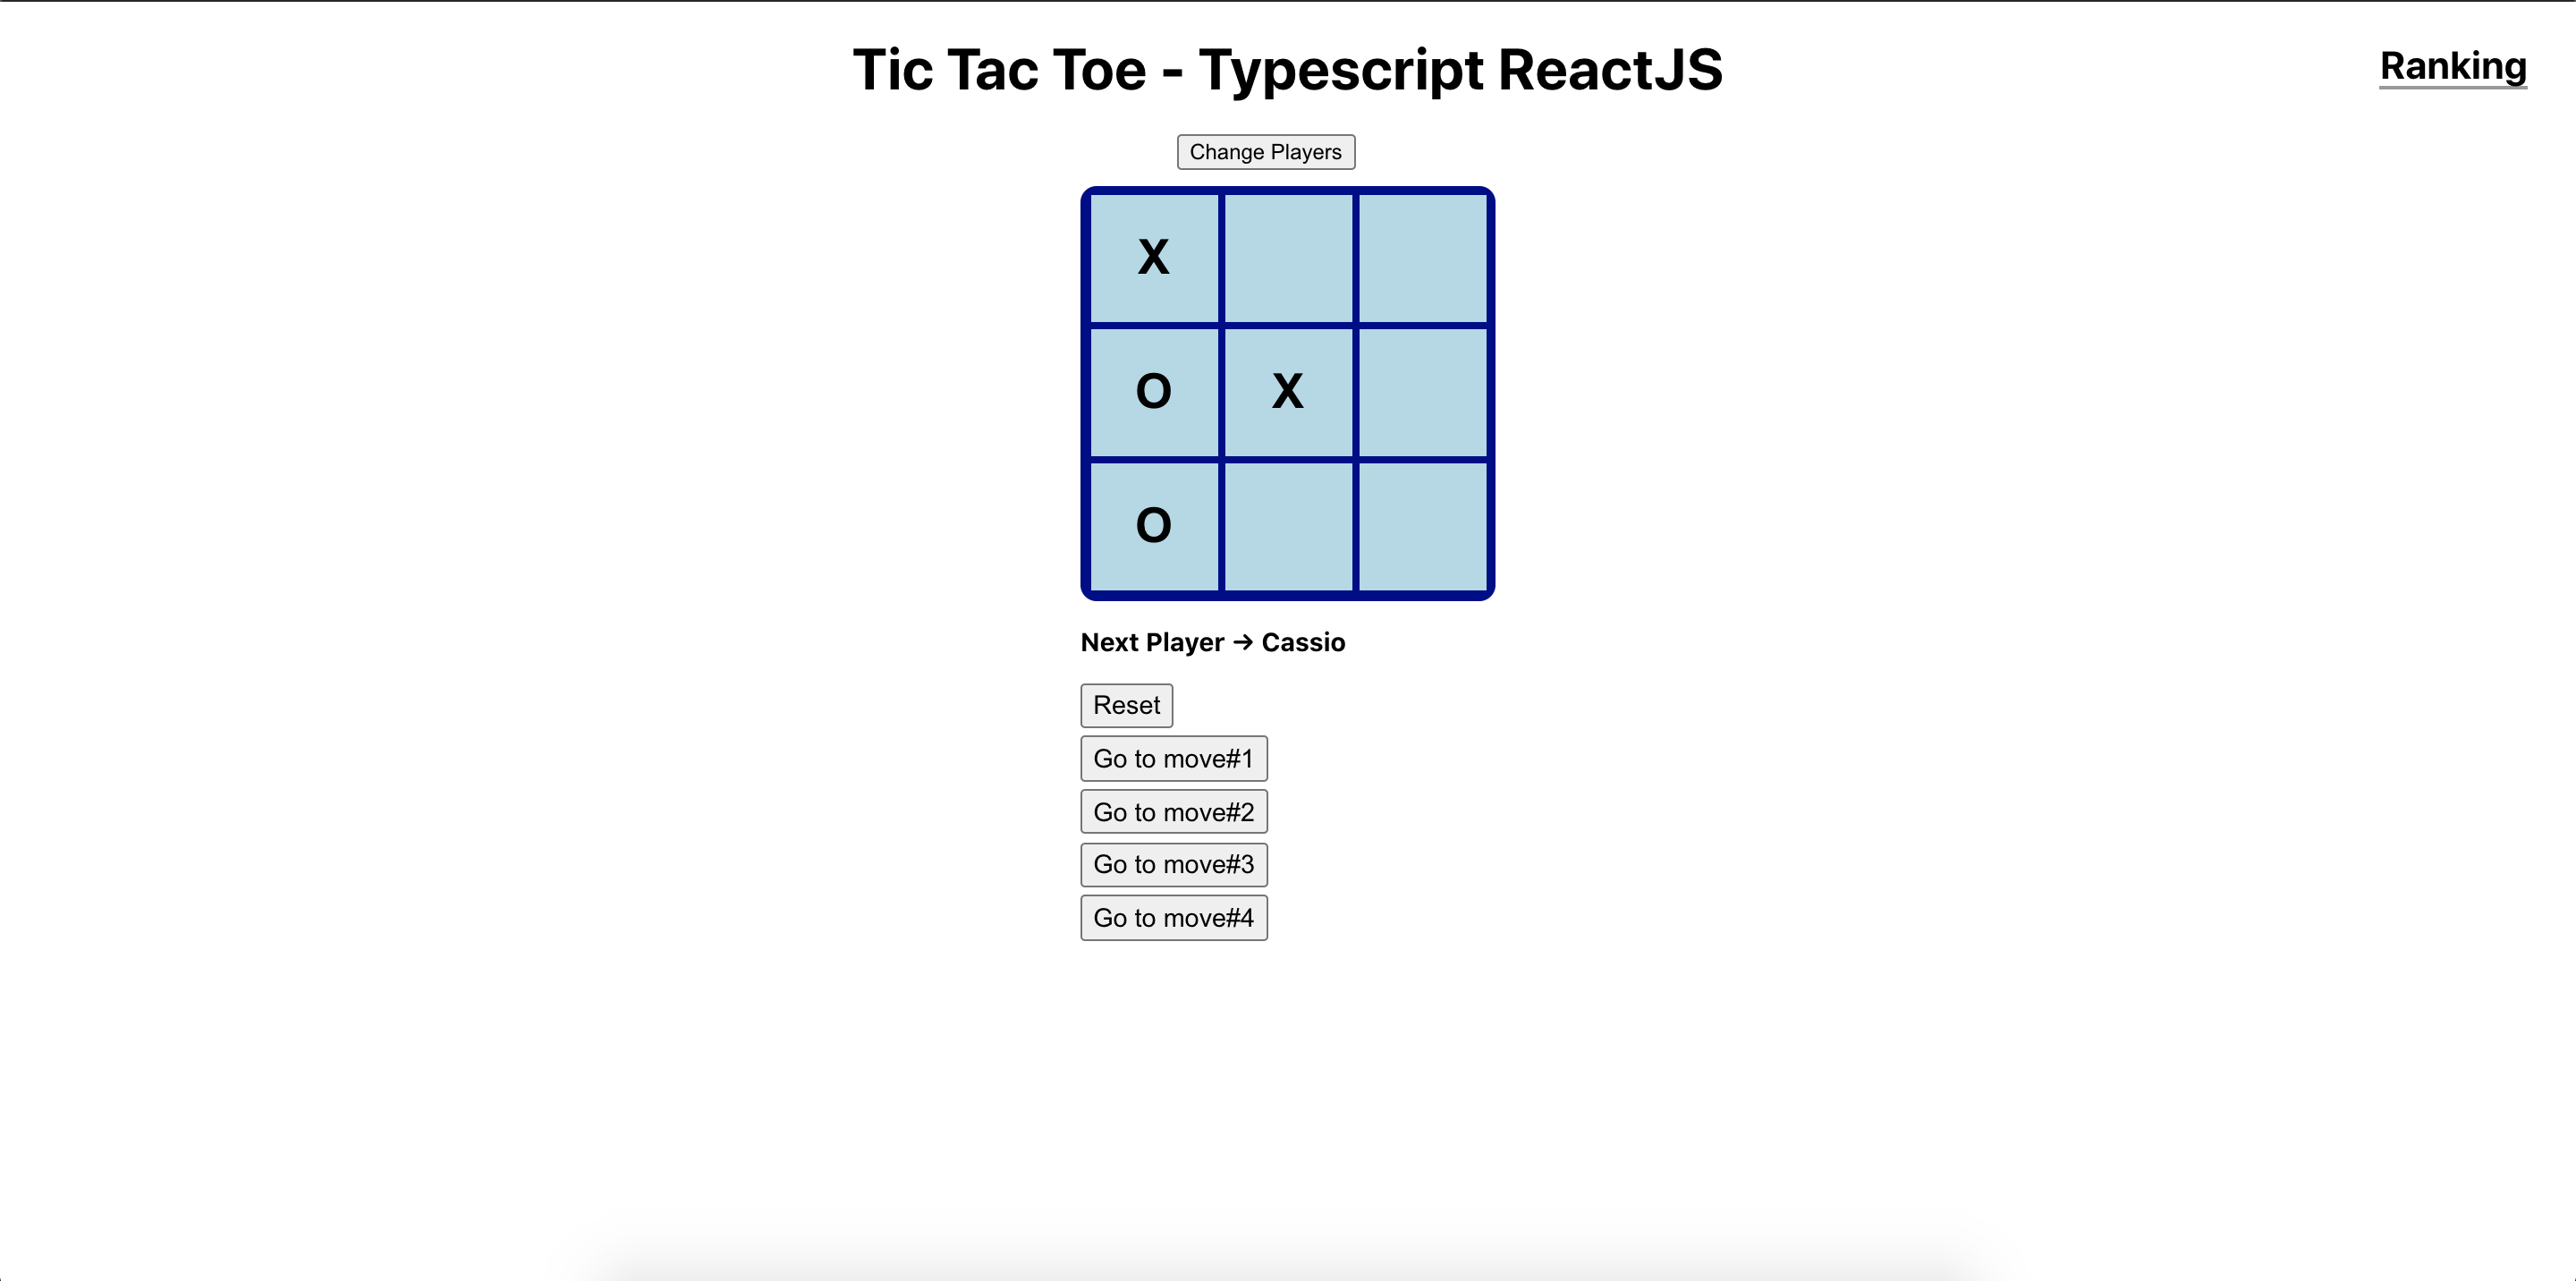 Tic Tac Toe - Typescript ReactJS
Ranking
Change Players
X
O X
O
Next Player → Cassio
Reset
Go to move#1
Go to move#2
Go to move#3
Go to move#4